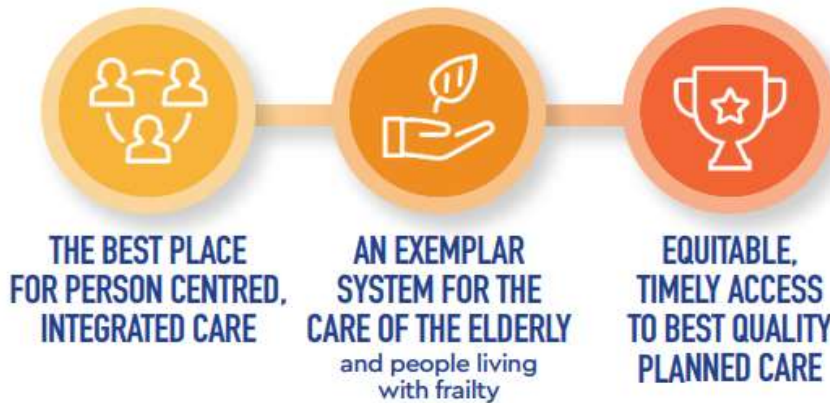 THE BEST PLACE
FOR PERSON CENTRED,
INTEGRATED CARE
AN EXEMPLAR
SYSTEM FOR THE
CARE OF THE ELDERLY
and people living
with frailty
EQUITABLE,
TIMELY ACCESS
TO BEST QUALITY
PLANNED CARE